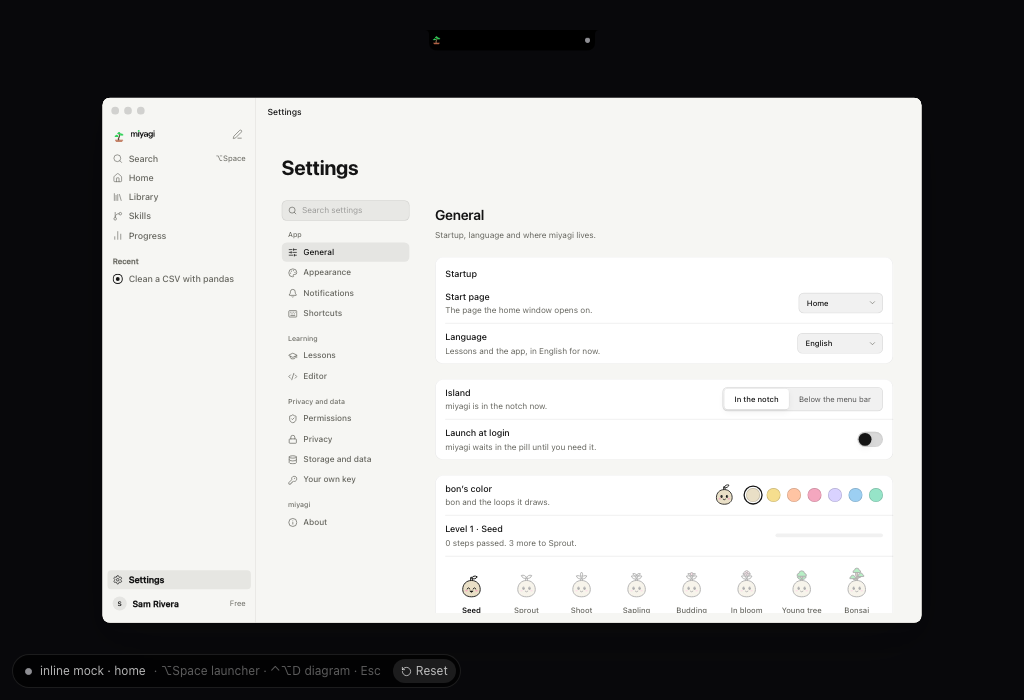 miyagi
Search ⌥Space
Home
Library
Skills
Progress
Recent
Clean a CSV with pandas
Settings
S Sam Rivera Free
Settings
Settings
Search settings
App
General
Appearance
Notifications
Shortcuts
Learning
Lessons
Editor
Privacy and data
Permissions
Privacy
Storage and data
Your own key
miyagi
About
General
Startup, language and where miyagi lives.
Startup
Start page
The page the home window opens on.
Home
Language
Lessons and the app, in English for now.
English
Island
miyagi is in the notch now.
In the notch Below the menu bar
Launch at login
miyagi waits in the pill until you need it.
bon's color
bon and the loops it draws.
Level 1 · Seed
0 steps passed. 3 more to Sprout.
Seed Sprout Shoot Sapling Budding In bloom Young tree Bonsai
inline mock · home · ⌥Space launcher · ^⌥D diagram · Esc Reset